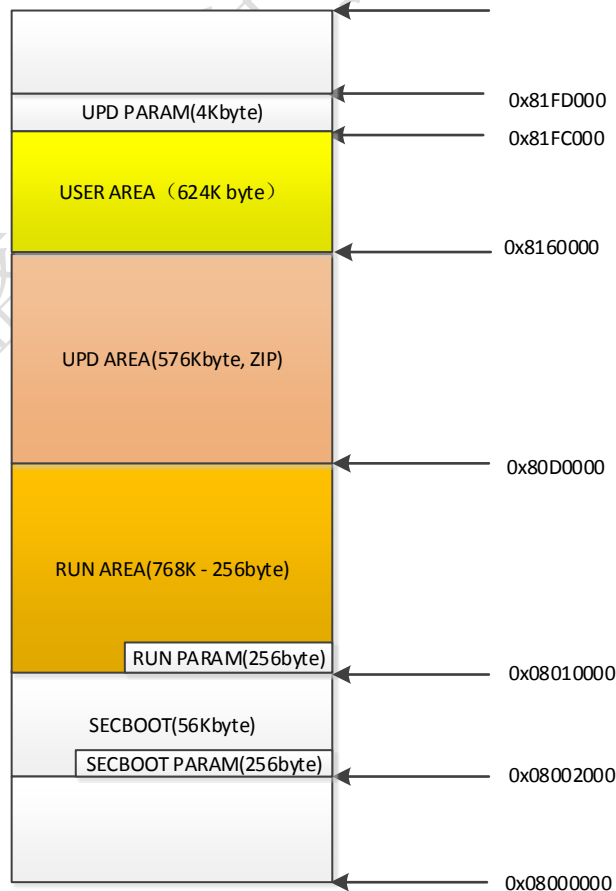 0x81FD000
UPD PARAM(4Kbyte)
0x81FC000
USER AREA（624K byte）
0x8160000
UPD AREA(576Kbyte, ZIP)
0x80D0000
RUN AREA(768K - 256byte)
RUN PARAM(256byte)
0x08010000
SECBOOT(56Kbyte)
SECBOOT PARAM(256byte)
0x08002000
0x08000000